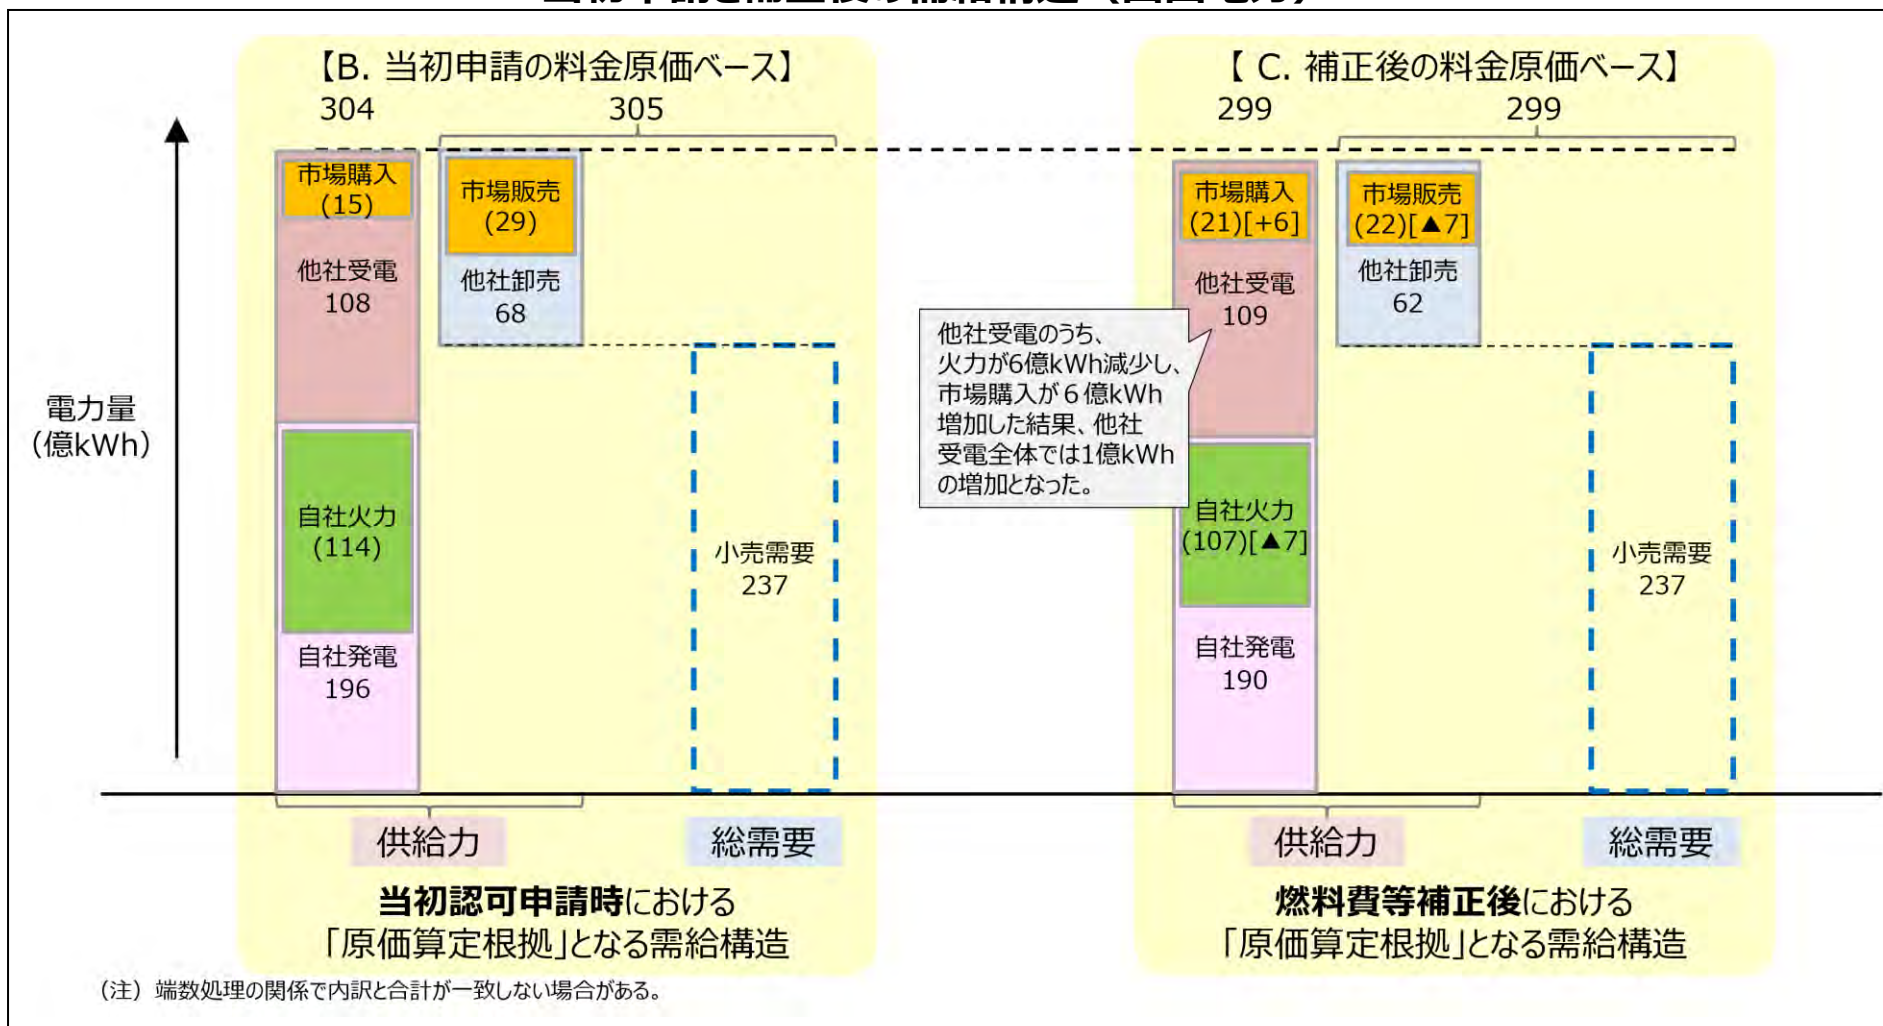 【B. 当初申請の料金原価ベース】
304
305
市場購入
(15)
他社受電
108
市場販売
(29)
他社卸売
68
自社火力
(114)
自社発電
196
小売需要
237
電力量
（億kWh）
供給力
総需要
当初認可申請時における
「原価算定根拠」となる需給構造
【 C. 補正後の料金原価ベース】
299
299
市場購入
(21)[+6]
他社受電
109
市場販売
(22)[▲7]
他社卸売
62
他社受電のうち、
火力が6億kWh減少し、
市場購入が６億kWh
増加した結果、他社
受電全体では1億kWh
の増加となった。
自社火力
(107)[▲7]
自社発電
190
小売需要
237
供給力
総需要
燃料費等補正後における
「原価算定根拠」となる需給構造
（注）端数処理の関係で内訳と合計が一致しない場合がある。